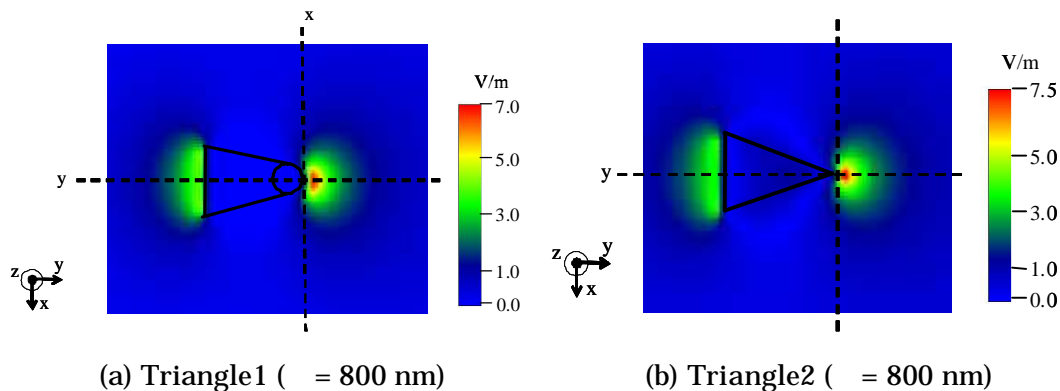 x
V/m
7.0
5.0
3.0
1.0
0.0
y
z
y
x
(a) Triangle1 ( = 800 nm)
V/m
7.5
5.0
3.0
1.0
0.0
y
z
y
x
(b) Triangle2 ( = 800 nm)